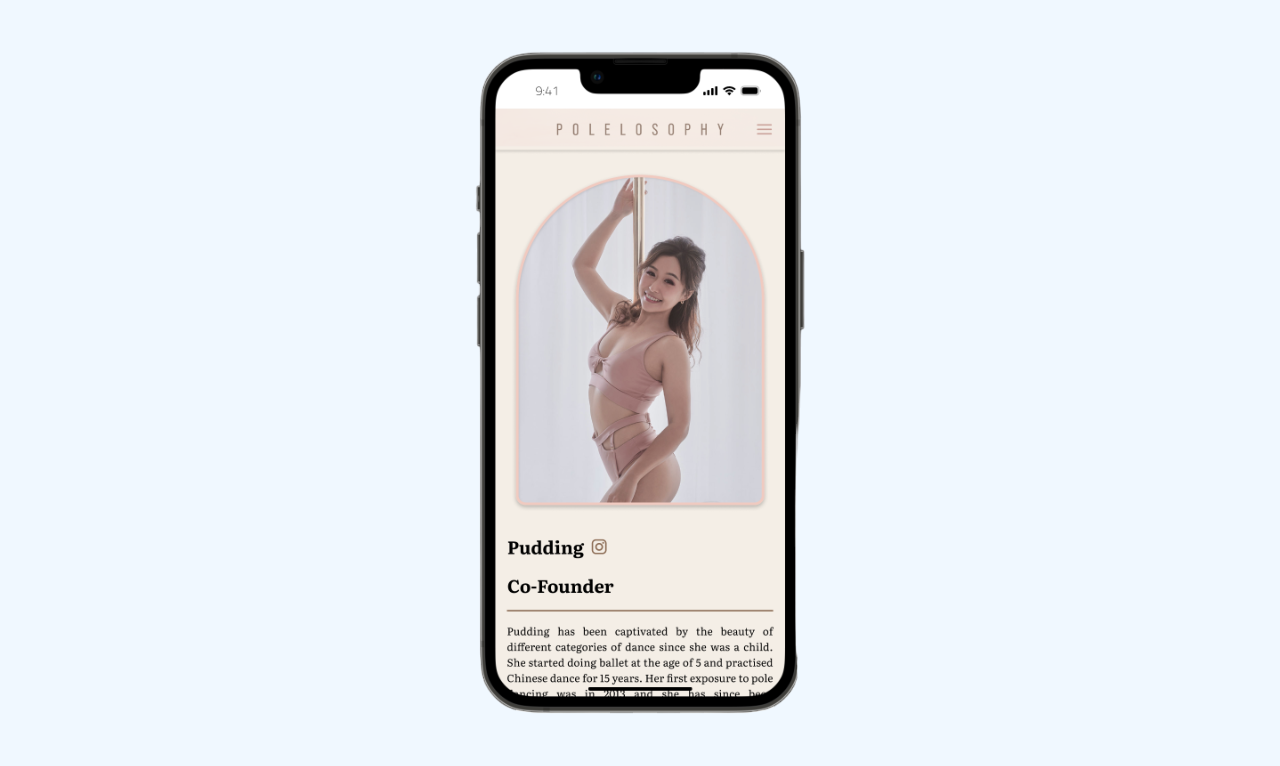 9:41
POLELOSOPHY
Pudding
Co-Founder
Pudding has been captivated by the beauty of
different categories of dance since she was a child.
She started doing ballet at the age of 5 and practised
Chinese dance for 15 years. Her first exposure to pole
dancing was in 2013 and she has since been